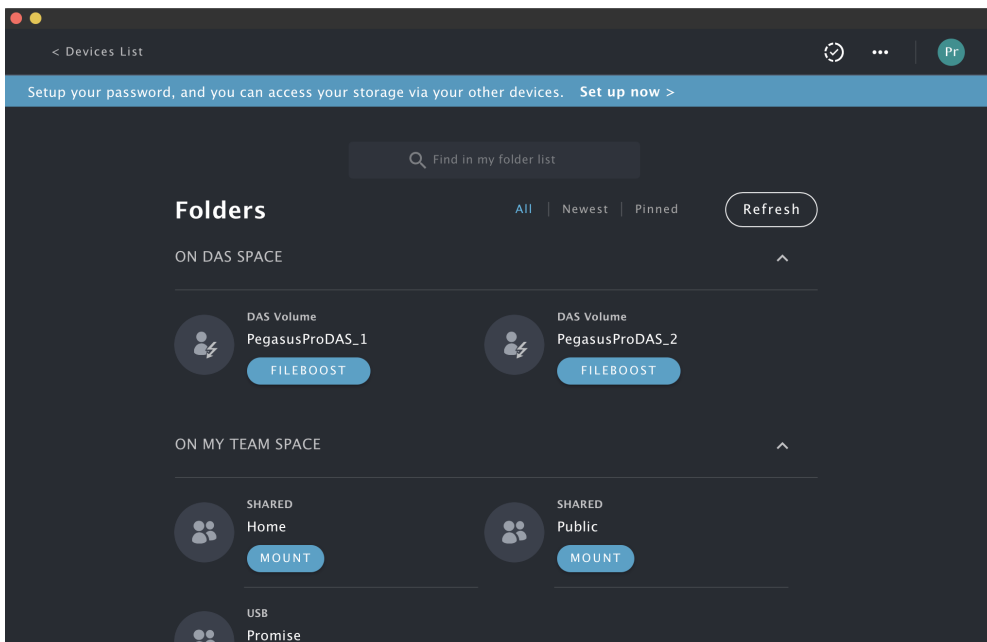 < Devices List
Pr
Setup your password, and you can access your storage via your other devices. Set up now >
Find in my folder list
Folders
All | Newest | Pinned
Refresh
ON DAS SPACE
DAS Volume
PegasusProDAS_1
FILEBOOST
DAS Volume
PegasusProDAS_2
FILEBOOST
ON MY TEAM SPACE
SHARED
Home
MOUNT
SHARED
Public
MOUNT
USB
Promise